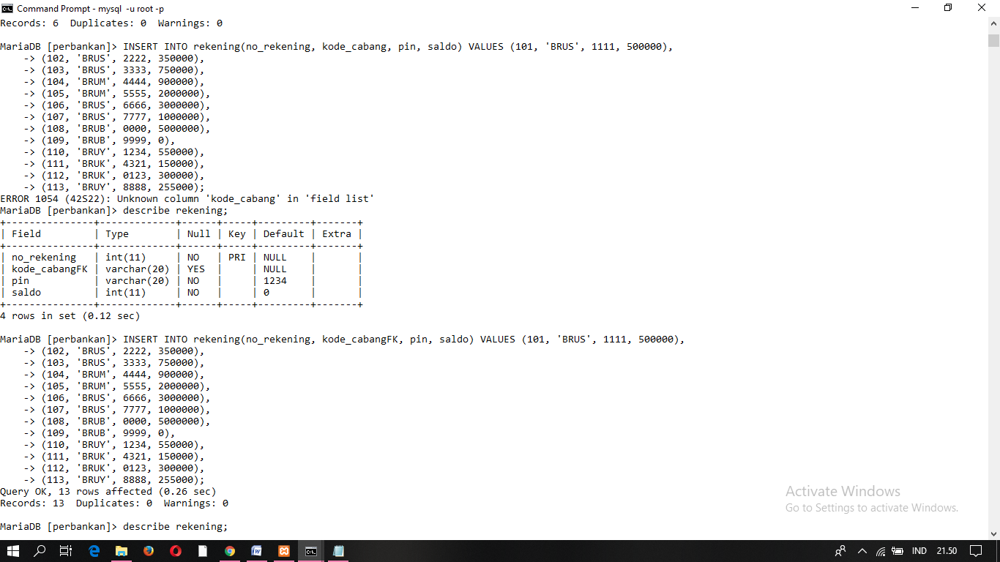 Command Prompt - mysql -u root -p
Records: 6  Duplicates: 0  Warnings: 0
MariaDB [perbankan]> INSERT INTO rekening(no_rekening, kode_cabang, pin, saldo) VALUES (101, 'BRUS', 1111, 500000),
    -> (102, 'BRUS', 2222, 350000),
    -> (103, 'BRUS', 3333, 750000),
    -> (104, 'BRUM', 4444, 900000),
    -> (105, 'BRUM', 5555, 2000000),
    -> (106, 'BRUS', 6666, 3000000),
    -> (107, 'BRUS', 7777, 1000000),
    -> (108, 'BRUB', 0000, 5000000),
    -> (109, 'BRUB', 9999, 0),
    -> (110, 'BRUY', 1234, 550000),
    -> (111, 'BRUK', 4321, 150000),
    -> (112, 'BRUK', 0123, 300000),
    -> (113, 'BRUY', 8888, 255000);
ERROR 1054 (42S22): Unknown column 'kode_cabang' in 'field list'
MariaDB [perbankan]> describe rekening;
+---------------+-------------+------+-----+---------+-------+
| Field         | Type        | Null | Key | Default | Extra |
+---------------+-------------+------+-----+---------+-------+
| no_rekening   | int(11)     | NO   | PRI | NULL    |       |
| kode_cabangFK | varchar(20) | YES  |     | NULL    |       |
| pin           | varchar(20) | NO   |     | 1234    |       |
| saldo         | int(11)     | NO   |     | 0       |       |
+---------------+-------------+------+-----+---------+-------+
4 rows in set (0.12 sec)
MariaDB [perbankan]> INSERT INTO rekening(no_rekening, kode_cabangFK, pin, saldo) VALUES (101, 'BRUS', 1111, 500000),
    -> (102, 'BRUS', 2222, 350000),
    -> (103, 'BRUS', 3333, 750000),
    -> (104, 'BRUM', 4444, 900000),
    -> (105, 'BRUM', 5555, 2000000),
    -> (106, 'BRUS', 6666, 3000000),
    -> (107, 'BRUS', 7777, 1000000),
    -> (108, 'BRUB', 0000, 5000000),
    -> (109, 'BRUB', 9999, 0),
    -> (110, 'BRUY', 1234, 550000),
    -> (111, 'BRUK', 4321, 150000),
    -> (112, 'BRUK', 0123, 300000),
    -> (113, 'BRUY', 8888, 255000);
Query OK, 13 rows affected (0.26 sec)
Records: 13  Duplicates: 0  Warnings: 0
MariaDB [perbankan]> describe rekening;
Activate Windows
Go to Settings to activate Windows.
IND 21.50